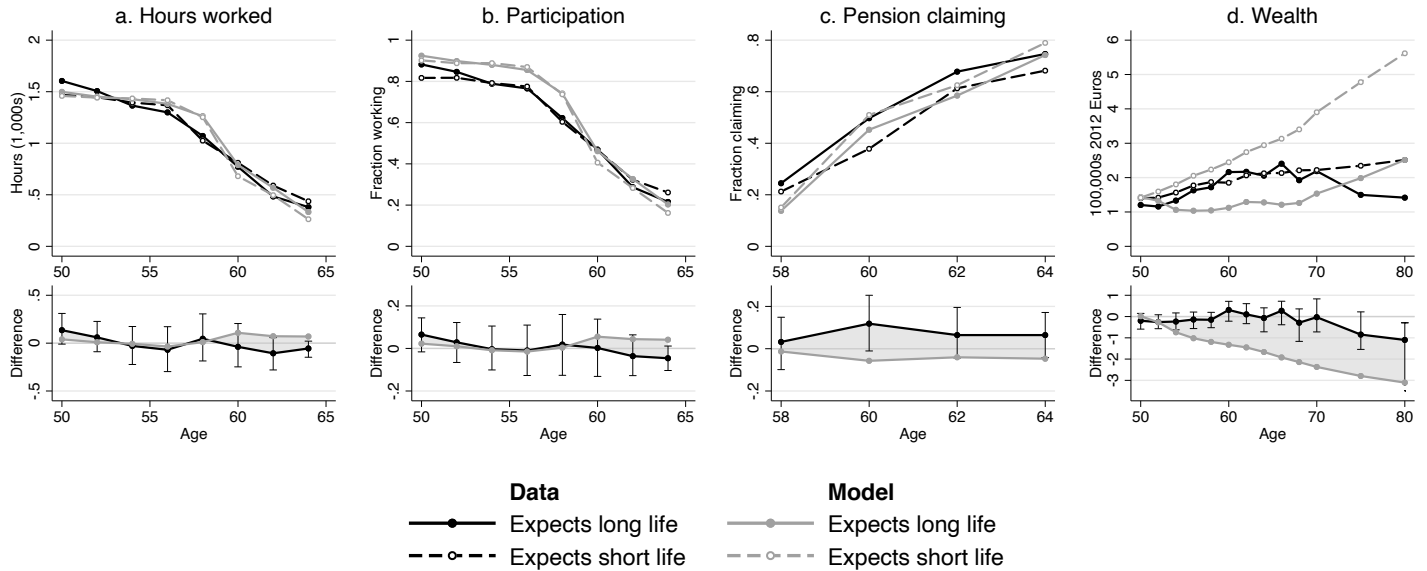 a. Hours worked
b. Participation
c. Pension claiming
d. Wealth
Hours (1,000s)
0 .5 1 1.5 2
50 55 60 65
Fraction working
0 .2 .4 .6 .8 1
50 55 60 65
Fraction claiming
0 .2 .4 .6 .8
58 60 62 64
100,000s 2012 Euros
0 1 2 3 4 5 6
50 60 70 80
Difference
-.5 0 .5
50 55 60 65
Age
Difference
-.2 0 .2
50 55 60 65
Age
Difference
-.2 0 .2
58 60 62 64
Age
Difference
-3 -2 -1 0 1
50 60 70 80
Age
Data
Model
Expects long life
Expects long life
Expects short life
Expects short life